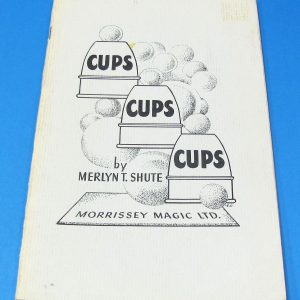 CUPS
CUPS
CUPS
by
MERLYN T. SHUTE
MORRISSEY MAGIC LTD.